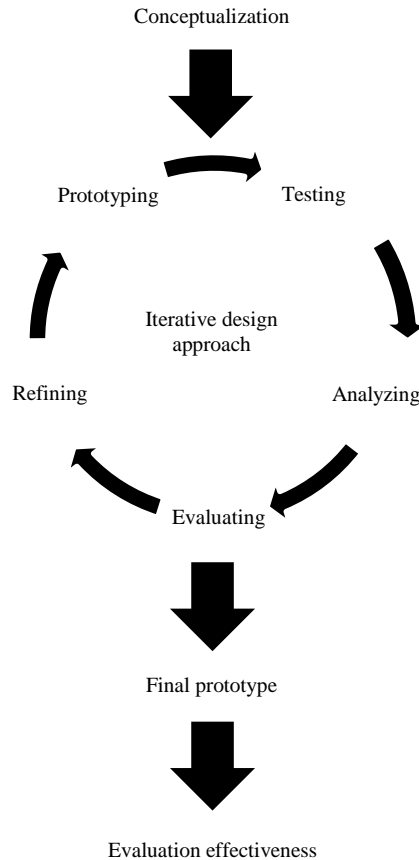 Conceptualization
Prototyping
Testing
Iterative design
approach
Refining
Analyzing
Evaluating
Final prototype
Evaluation effectiveness